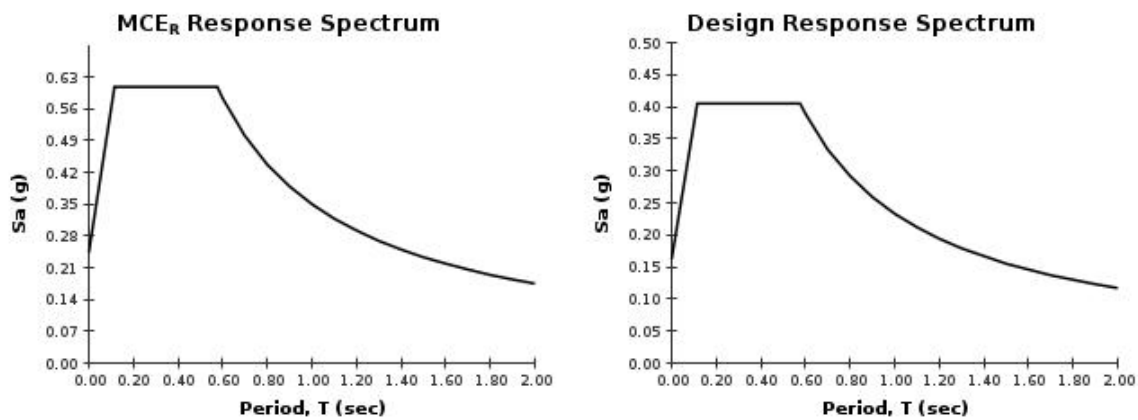 MCE_R Response Spectrum
Sa (g)
0.63
0.56
0.49
0.42
0.35
0.28
0.21
0.14
0.07
0.00
0.00 0.20 0.40 0.60 0.80 1.00 1.20 1.40 1.60 1.80 2.00
Period, T (sec)
Design Response Spectrum
Sa (g)
0.50
0.45
0.40
0.35
0.30
0.25
0.20
0.15
0.10
0.05
0.00
0.00 0.20 0.40 0.60 0.80 1.00 1.20 1.40 1.60 1.80 2.00
Period, T (sec)